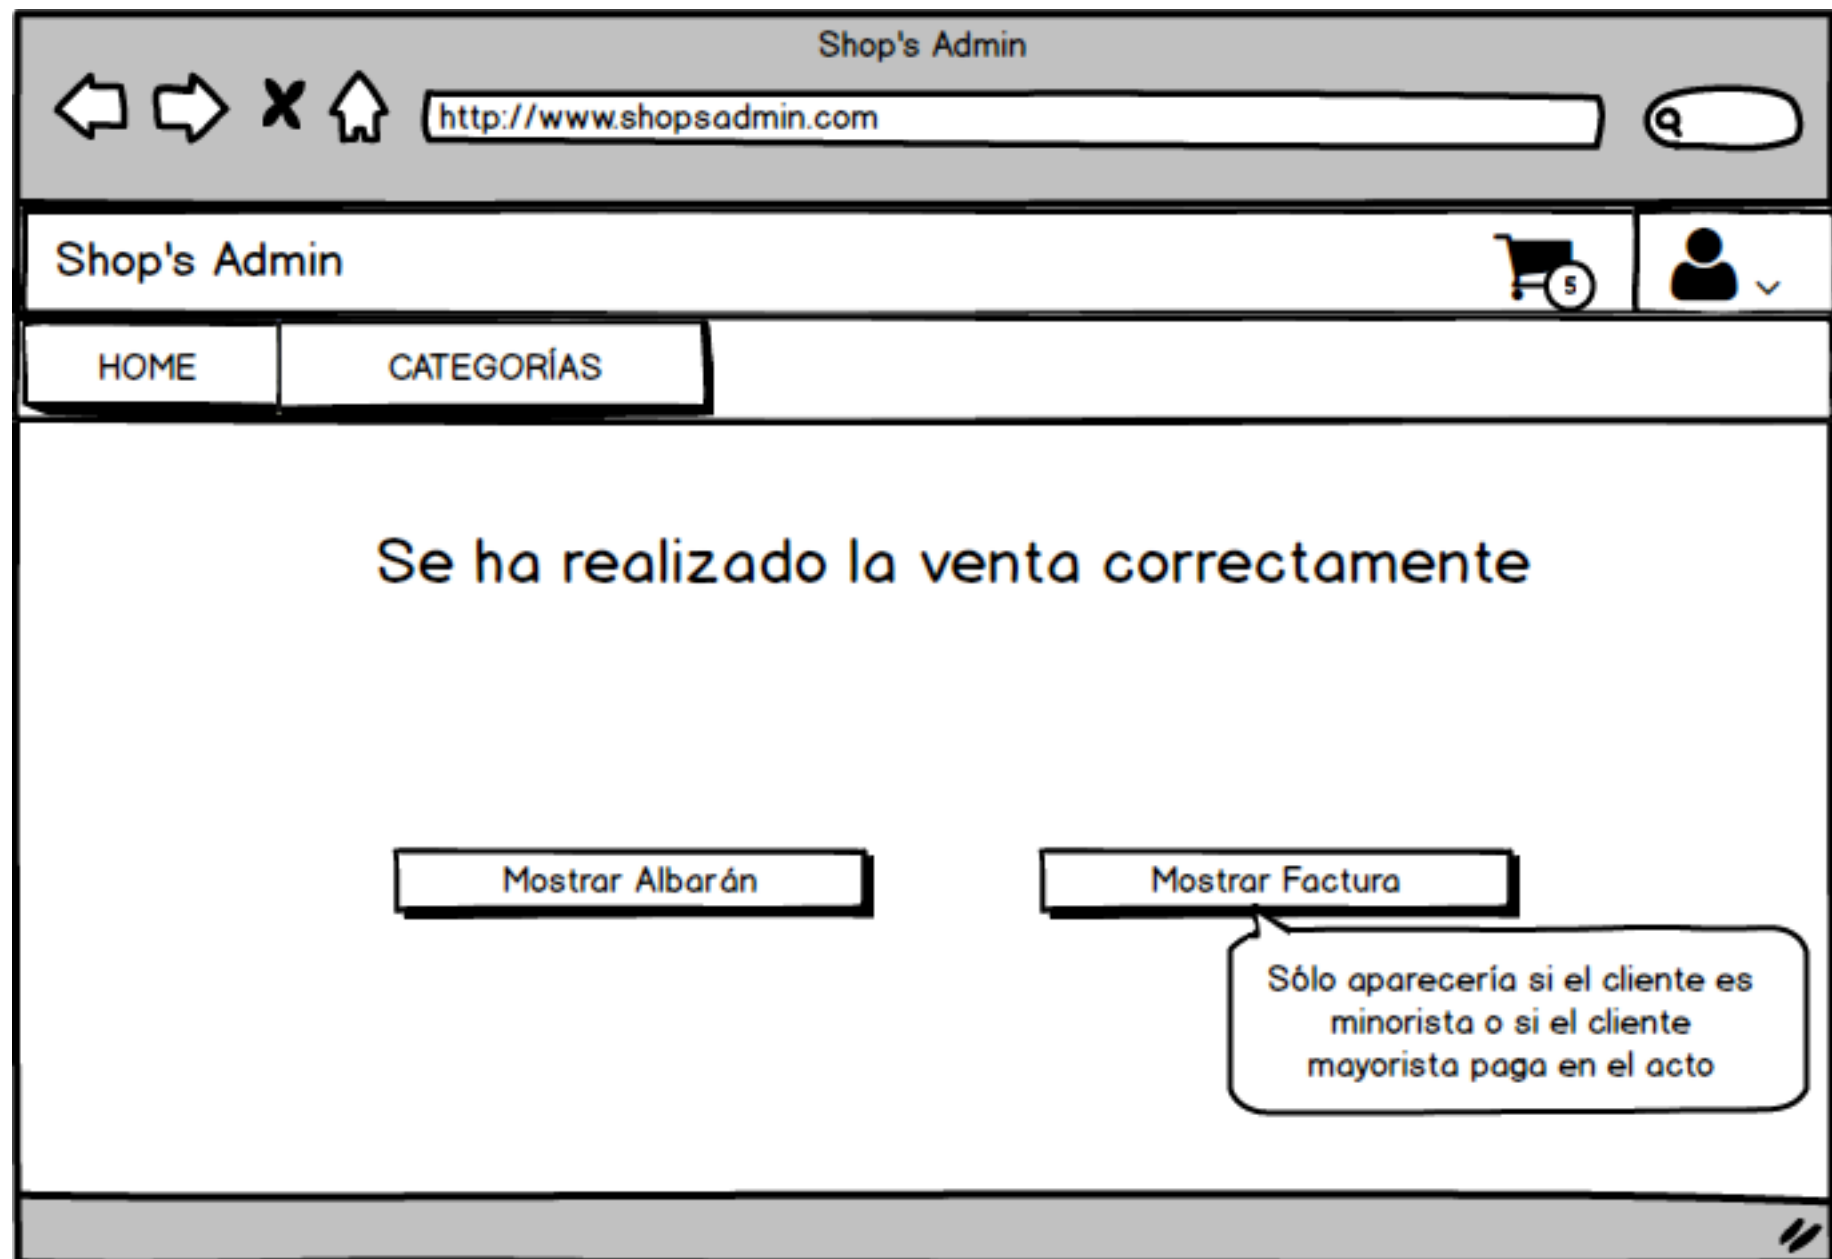 Shop's Admin
http://www.shopsadmin.com
Shop's Admin
5
HOME
CATEGORÍAS
Se ha realizado la venta correctamente
Mostrar Albarán
Mostrar Factura
Sólo aparecería si el cliente es
minorista o si el cliente
mayorista paga en el acto